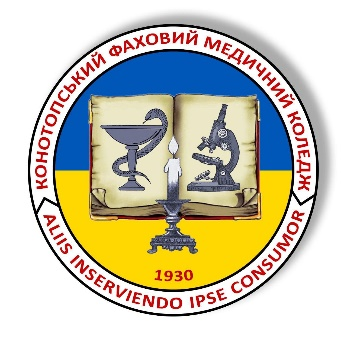 КОНОТОПСЬКИЙ ФАХОВИЙ МЕДИЧНИЙ КОЛЕДЖ
1930
ALIIS INSERVIENDO IPSE CONSUMOR